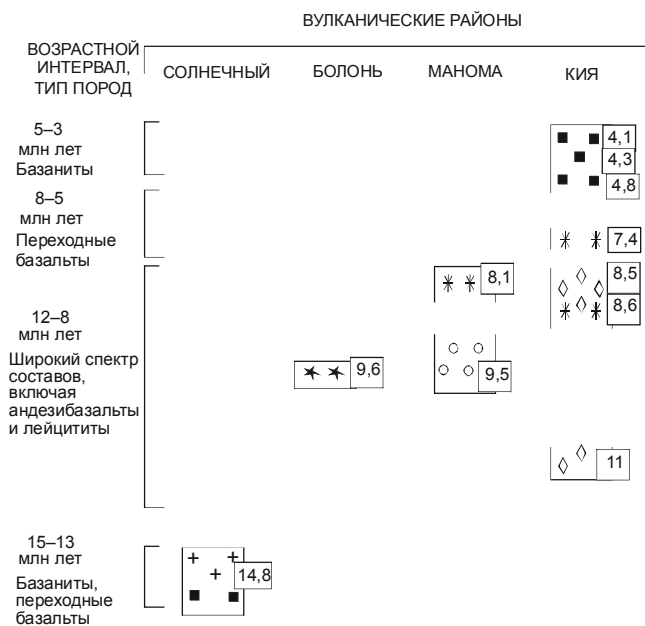 ВУЛКАНИЧЕСКИЕ РАЙОНЫ
ВОЗРАСТНОЙ
ИНТЕРВАЛ,
ТИП ПОРОД
СОЛНЕЧНЫЙ
БОЛОНЬ
МАНОМА
КИЯ
5–3
млн лет
Базаниты
4,1
4,3
4,8
8–5
млн лет
Переходные
базальты
7,4
12–8
млн лет
Широкий спектр
составов,
включая
андезибазальты
и лейцититы
8,1
8,5
8,6
9,6
9,5
11
15–13
млн лет
Базаниты,
переходные
базальты
14,8